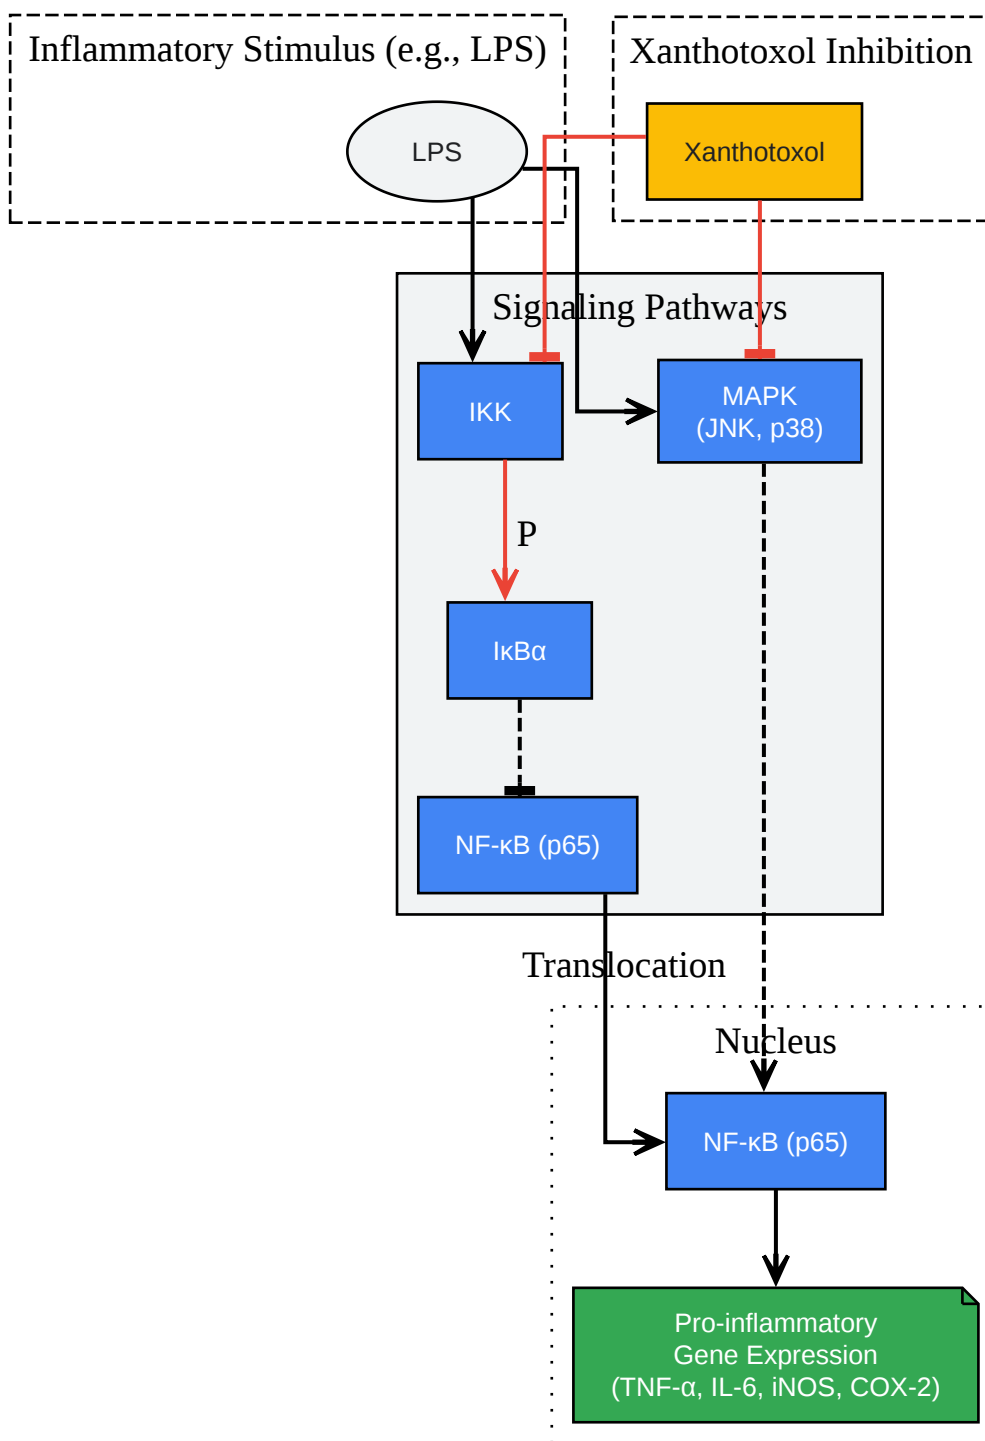 Inflammatory Stimulus (e.g., LPS)
Xanthotoxol Inhibition
LPS
Xanthotoxol
Signaling Pathways
IKK
MAPK
(JNK, p38)
P
IκBα
NF-κB (p65)
Translocation
Nucleus
NF-κB (p65)
Pro-inflammatory
Gene Expression
(TNF-α, IL-6, iNOS, COX-2)